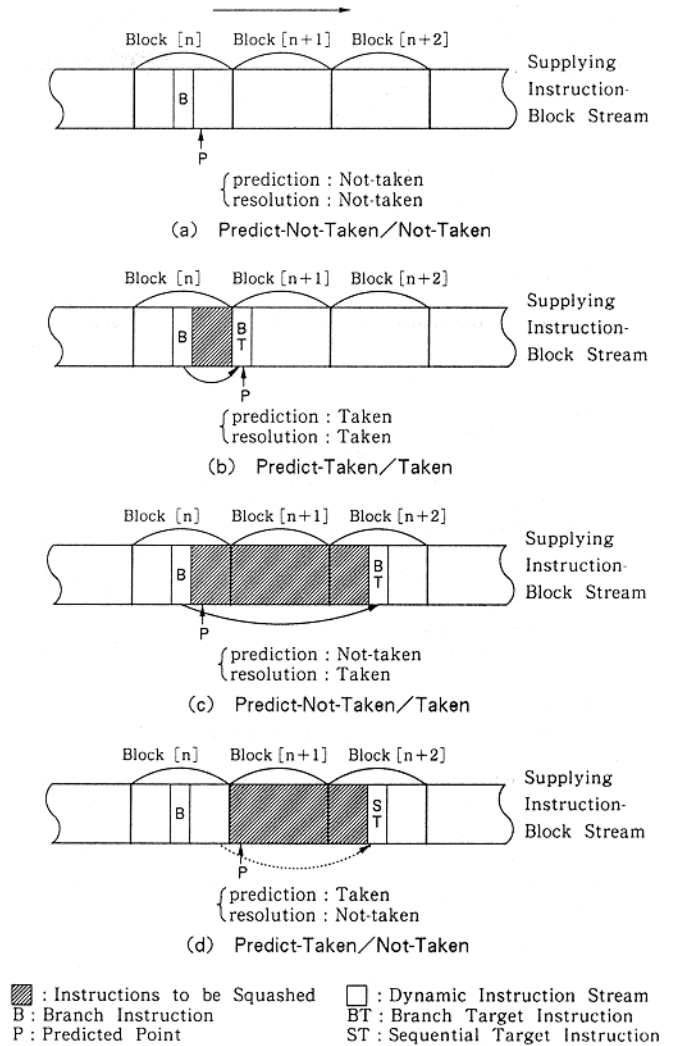 Block [n] Block [n+1] Block [n+2]
Supplying
Instruction-
Block Stream
B
P
prediction : Not-taken
resolution : Not-taken
(a) Predict-Not-Taken／Not-Taken
Block [n] Block [n+1] Block [n+2]
Supplying
Instruction-
Block Stream
B
BT
P
prediction : Taken
resolution : Taken
(b) Predict-Taken／Taken
Block [n] Block [n+1] Block [n+2]
Supplying
Instruction-
Block Stream
B
BT
P
prediction : Not-taken
resolution : Taken
(c) Predict-Not-Taken／Taken
Block [n] Block [n+1] Block [n+2]
Supplying
Instruction-
Block Stream
B
ST
P
prediction : Taken
resolution : Not-taken
(d) Predict-Taken／Not-Taken
: Instructions to be Squashed
: Dynamic Instruction Stream
B : Branch Instruction
BT : Branch Target Instruction
P : Predicted Point
ST : Sequential Target Instruction